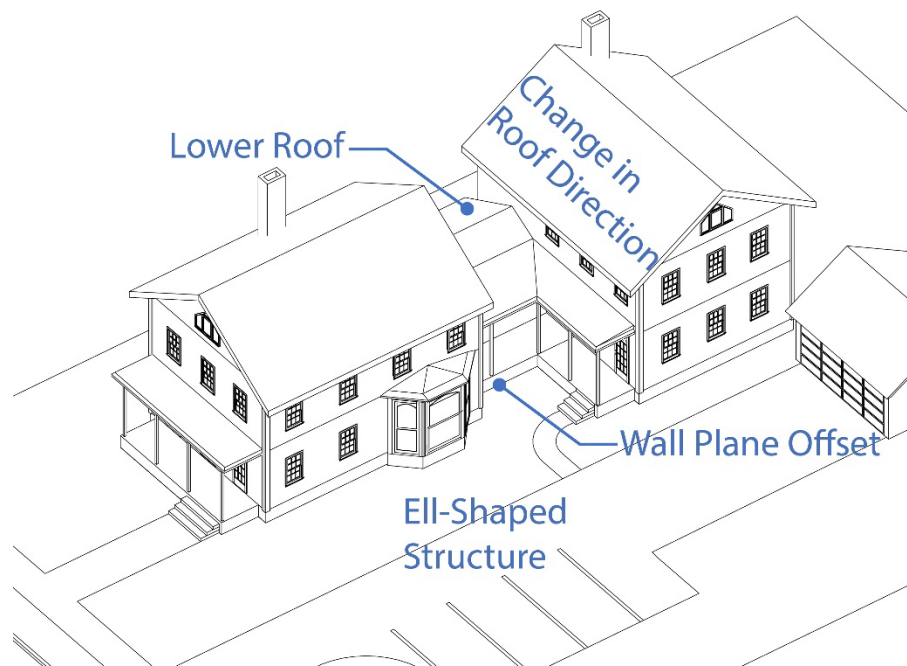 Change in
Roof Direction
Lower Roof
Wall Plane Offset
Ell-Shaped
Structure